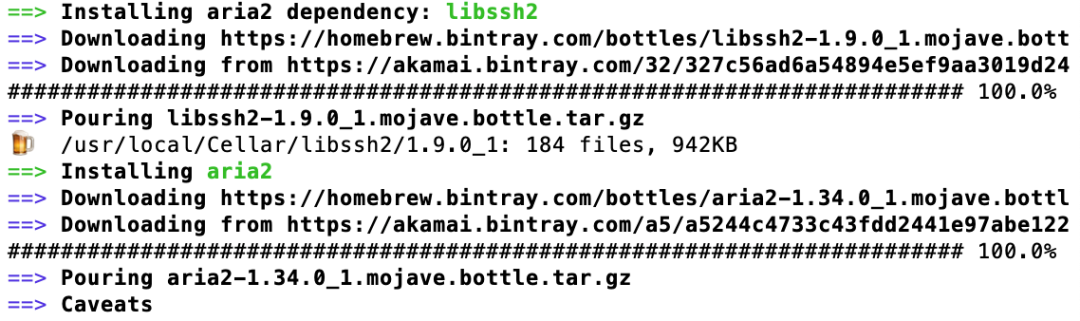 ==> Installing aria2 dependency: libssh2
==> Downloading https://homebrew.bintray.com/bottles/libssh2-1.9.0_1.mojave.bott
==> Downloading from https://akamai.bintray.com/32/327c56ad6a54894e5ef9aa3019d24
######################################################################## 100.0%
==> Pouring libssh2-1.9.0_1.mojave.bottle.tar.gz
🍺 /usr/local/Cellar/libssh2/1.9.0_1: 184 files, 942KB
==> Installing aria2
==> Downloading https://homebrew.bintray.com/bottles/aria2-1.34.0_1.mojave.bottl
==> Downloading from https://akamai.bintray.com/a5/a5244c4733c43fdd2441e97abe122
######################################################################## 100.0%
==> Pouring aria2-1.34.0_1.mojave.bottle.tar.gz
==> Caveats